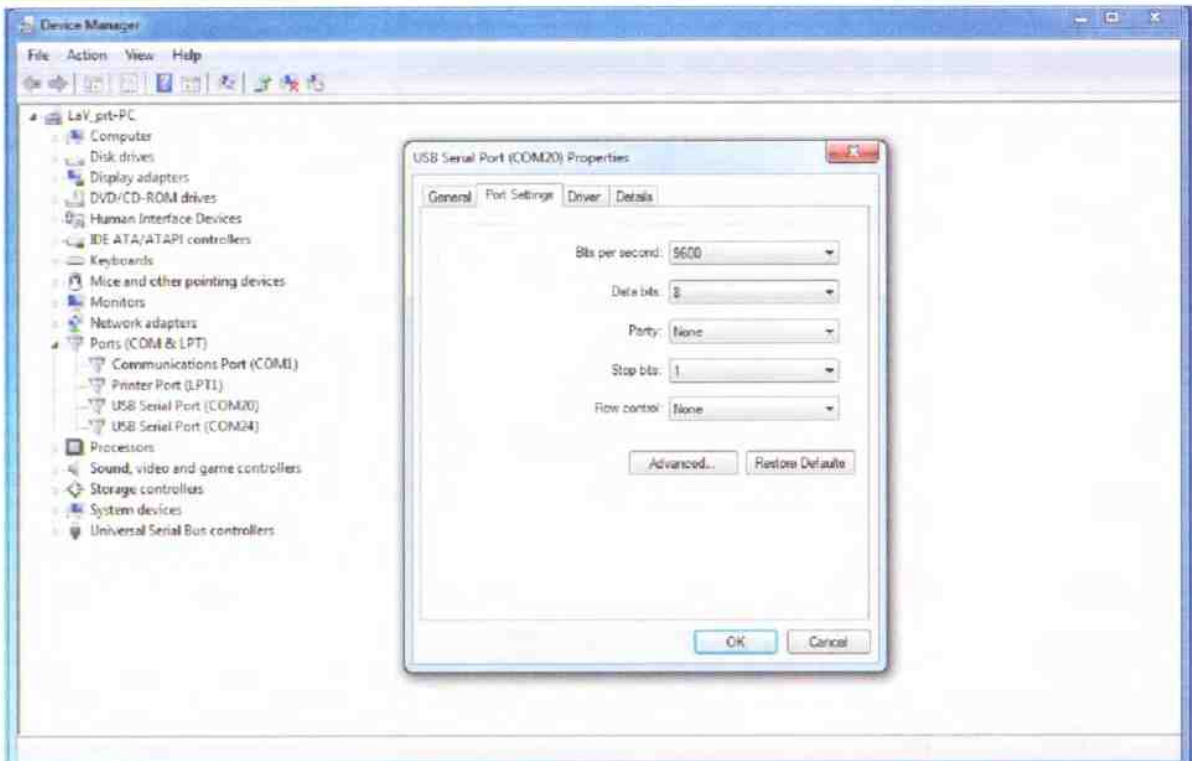 Device Manager
File Action View Help
LaV_prt-PC
Computer
Disk drives
Display adapters
DVD/CD-ROM drives
Human Interface Devices
IDE ATA/ATAPI controllers
Keyboards
Mice and other pointing devices
Monitors
Network adapters
Ports (COM & LPT)
Communications Port (COM1)
Printer Port (LPT1)
USB Serial Port (COM20)
USB Serial Port (COM24)
Processors
Sound, video and game controllers
Storage controllers
System devices
Universal Serial Bus controllers
USB Serial Port (COM20) Properties
General Port Settings Driver Details
Bits per second: 9600
Data bits: 8
Parity: None
Stop bits: 1
Flow control: None
Advanced... Restore Defaults
OK Cancel